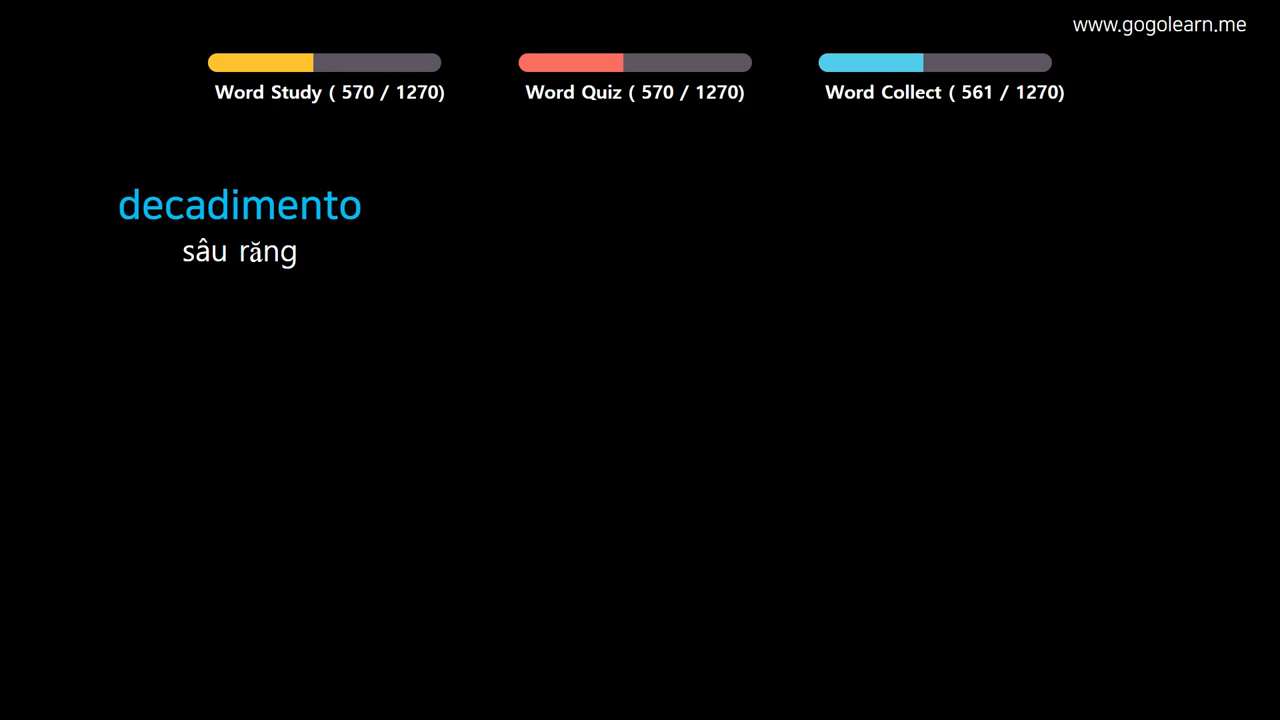 www.gogolearn.me
Word Study ( 570 / 1270)
Word Quiz ( 570 / 1270)
Word Collect ( 561 / 1270)
decadimento
sâu răng